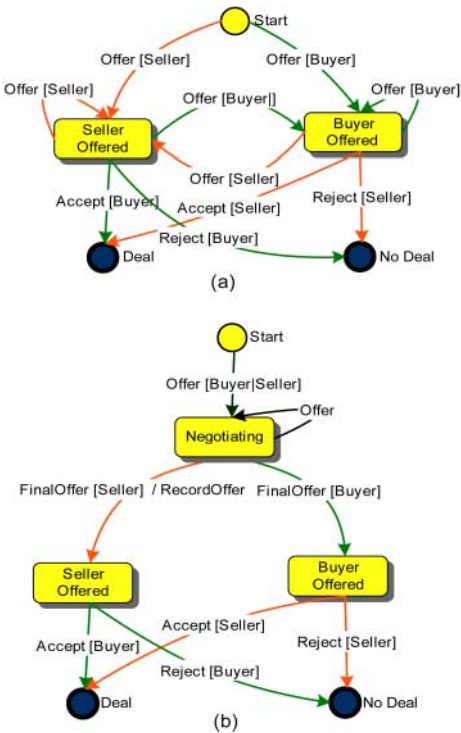 Start
Offer [Seller]
Offer [Buyer]
Offer [Seller]
Offer [Buyer|]
Offer [Buyer]
Seller
Offered
Buyer
Offered
Offer [Seller]
Accept [Buyer]
Accept [Seller]
Reject [Seller]
Reject [Buyer]
Deal
No Deal
(a)
Start
Offer [Buyer|Seller]
Offer
Negotiating
FinalOffer [Seller] / RecordOffer
FinalOffer [Buyer]
Seller
Offered
Buyer
Offered
Accept [Seller]
Accept [Buyer]
Reject [Seller]
Reject [Buyer]
Deal
No Deal
(b)